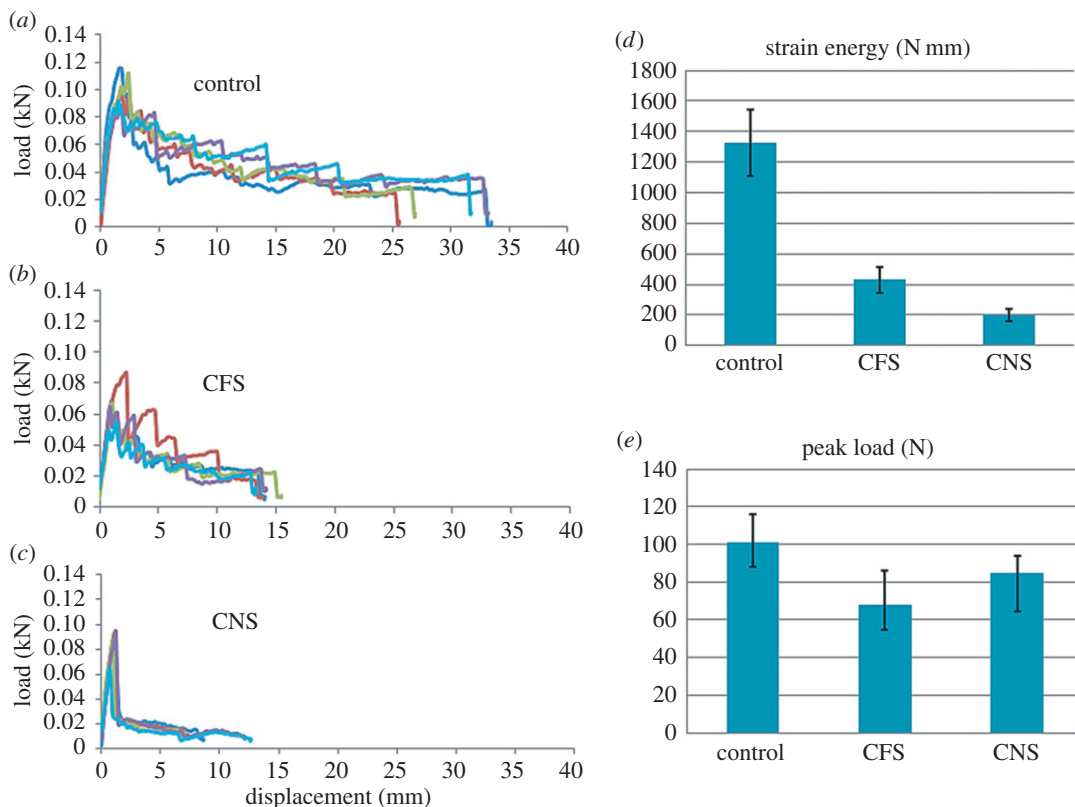 (a)
0.14
0.12
0.10
0.08
0.06
0.04
0.02
0
load (kN)
control
0 5 10 15 20 25 30 35 40
(b)
0.14
0.12
0.10
0.08
0.06
0.04
0.02
0
load (kN)
CFS
0 5 10 15 20 25 30 35 40
(c)
0.14
0.12
0.10
0.08
0.06
0.04
0.02
0
load (kN)
CNS
0 5 10 15 20 25 30 35 40
displacement (mm)
(d)
strain energy (N mm)
1800
1600
1400
1200
1000
800
600
400
200
0
control CFS CNS
(e)
peak load (N)
140
120
100
80
60
40
20
0
control CFS CNS